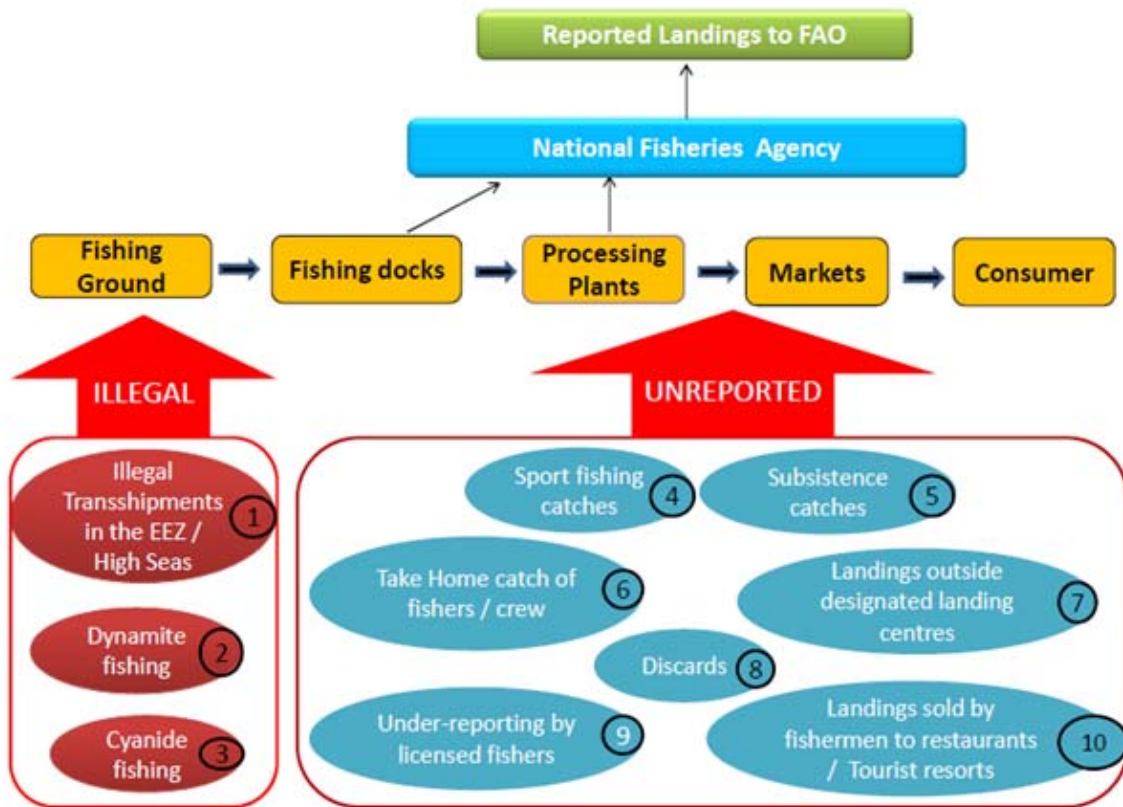 Reported Landings to FAO
National Fisheries Agency
Fishing
Ground
Fishing docks
Processing
Plants
Markets
Consumer
ILLEGAL
UNREPORTED
Illegal
Transshipments
in the EEZ /
High Seas
1
Dynamite
fishing
2
Cyanide
fishing
3
Sport fishing
catches
4
Subsistence
catches
5
Take Home catch of
fishers / crew
6
Landings outside
designated landing
centres
7
Discards
8
Under-reporting by
licensed fishers
9
Landings sold by
fishermen to restaurants
/ Tourist resorts
10